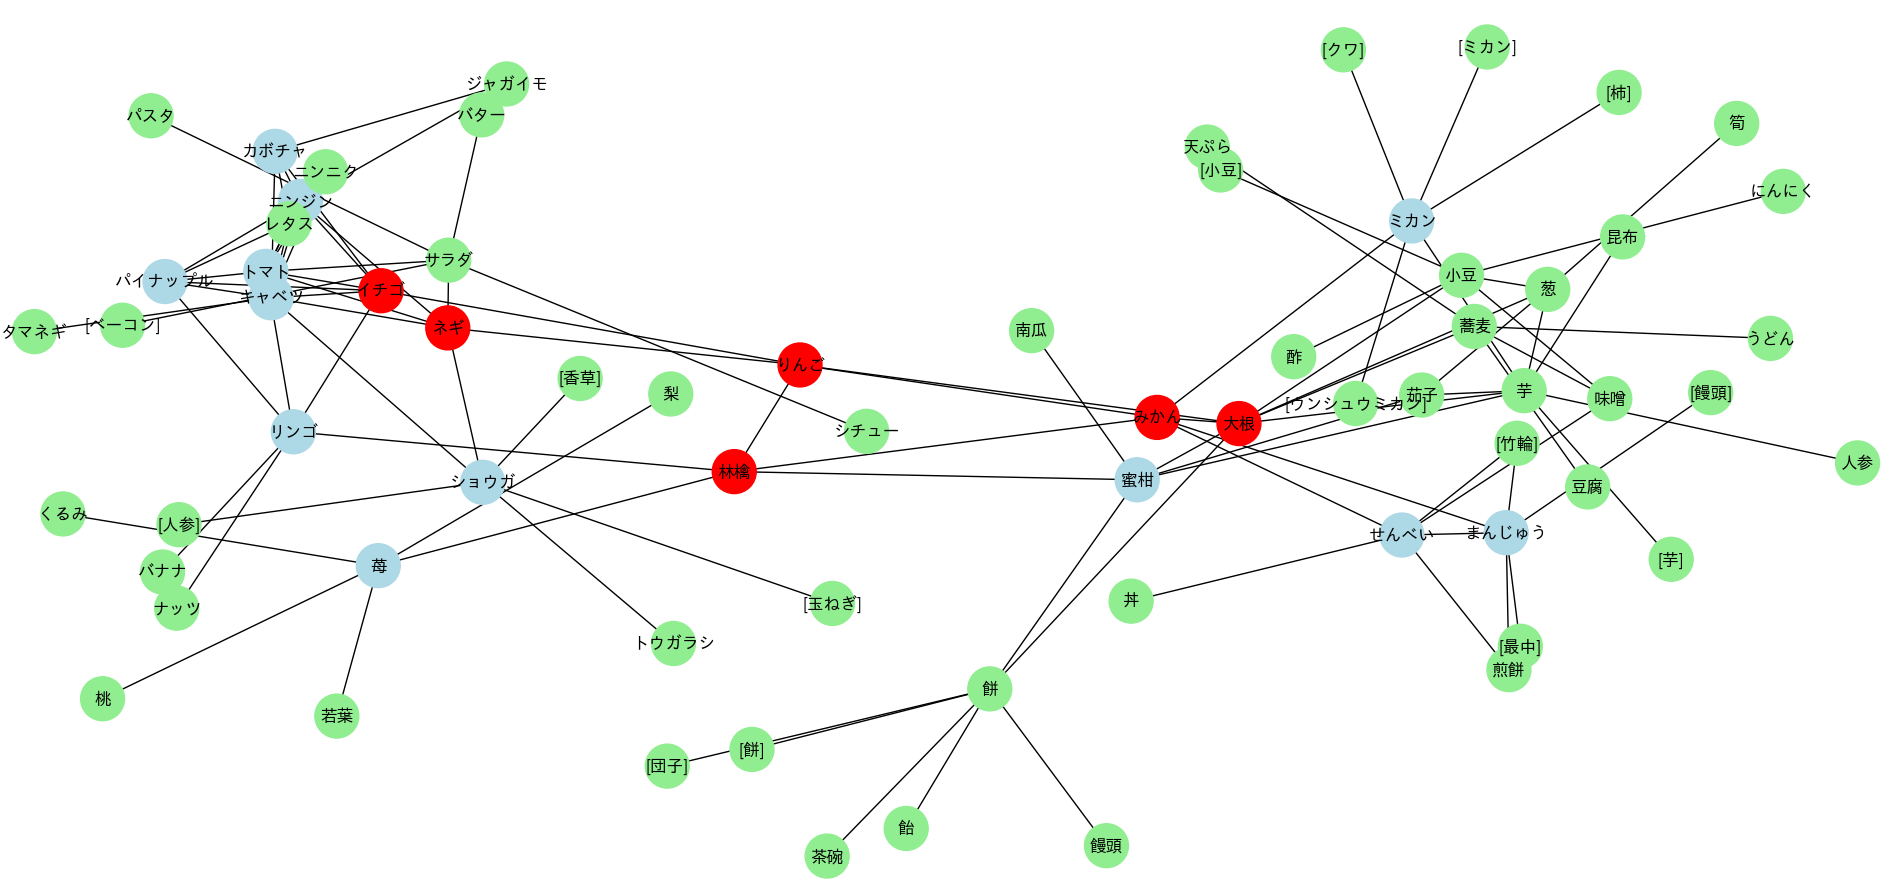 [クワ]
[ミカン]
ジャガイモ
[柿]
バター
パスタ
筍
天ぷら
カボチャ
[小豆]
ニンニク
にんにく
ニンジン
ミカン
レタス
昆布
サラダ
トマト
小豆
パイナップル
イチゴ
葱
キャベツ
[ベーコン]
蕎麦
ネギ
南瓜
タマネギ
うどん
酢
りんご
[香草]
芋
梨
[饅頭]
茄子
味噌
[ウンシュウミカン]
みかん
大根
シチュー
リンゴ
[竹輪]
人参
林檎
蜜柑
ショウガ
豆腐
くるみ
[人参]
まんじゅう
せんべい
[芋]
苺
バナナ
丼
[玉ねぎ]
ナッツ
トウガラシ
[最中]
煎餅
餅
桃
若葉
[餅]
[団子]
飴
饅頭
茶碗